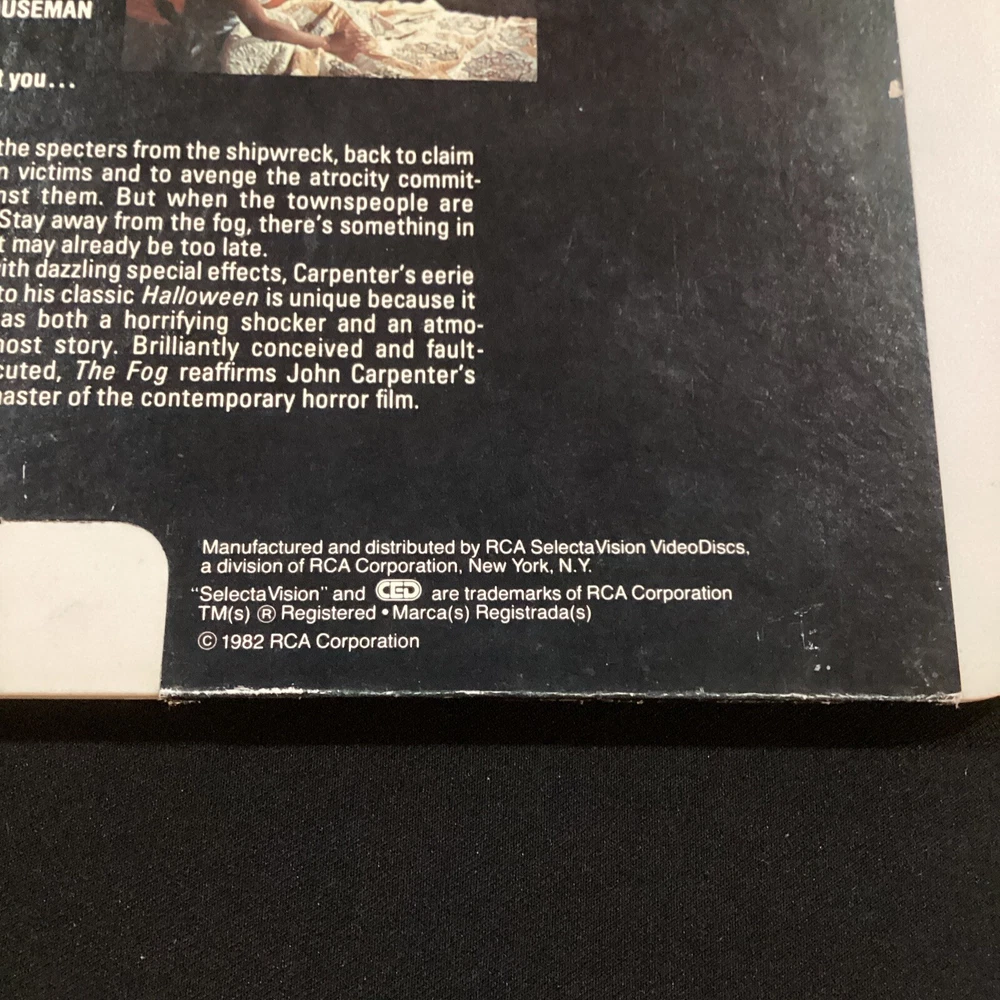 USEMAN
you...
the specters from the shipwreck, back to claim
victims and to avenge the atrocity commit-
them. But when the townspeople are
Stay away from the fog, there's something in
may already be too late.
dazzling special effects, Carpenter's eerie
to his classic Halloween is unique because it
as both a horrifying shocker and an atmo-
story. Brilliantly conceived and fault-
cuted, The Fog reaffirms John Carpenter's
aster of the contemporary horror film.
Manufactured and distributed by RCA SelectaVision VideoDiscs,
a division of RCA Corporation, New York, N.Y.
"SelectaVision" and CED are trademarks of RCA Corporation
TM(s) ® Registered • Marca(s) Registrada(s)
© 1982 RCA Corporation